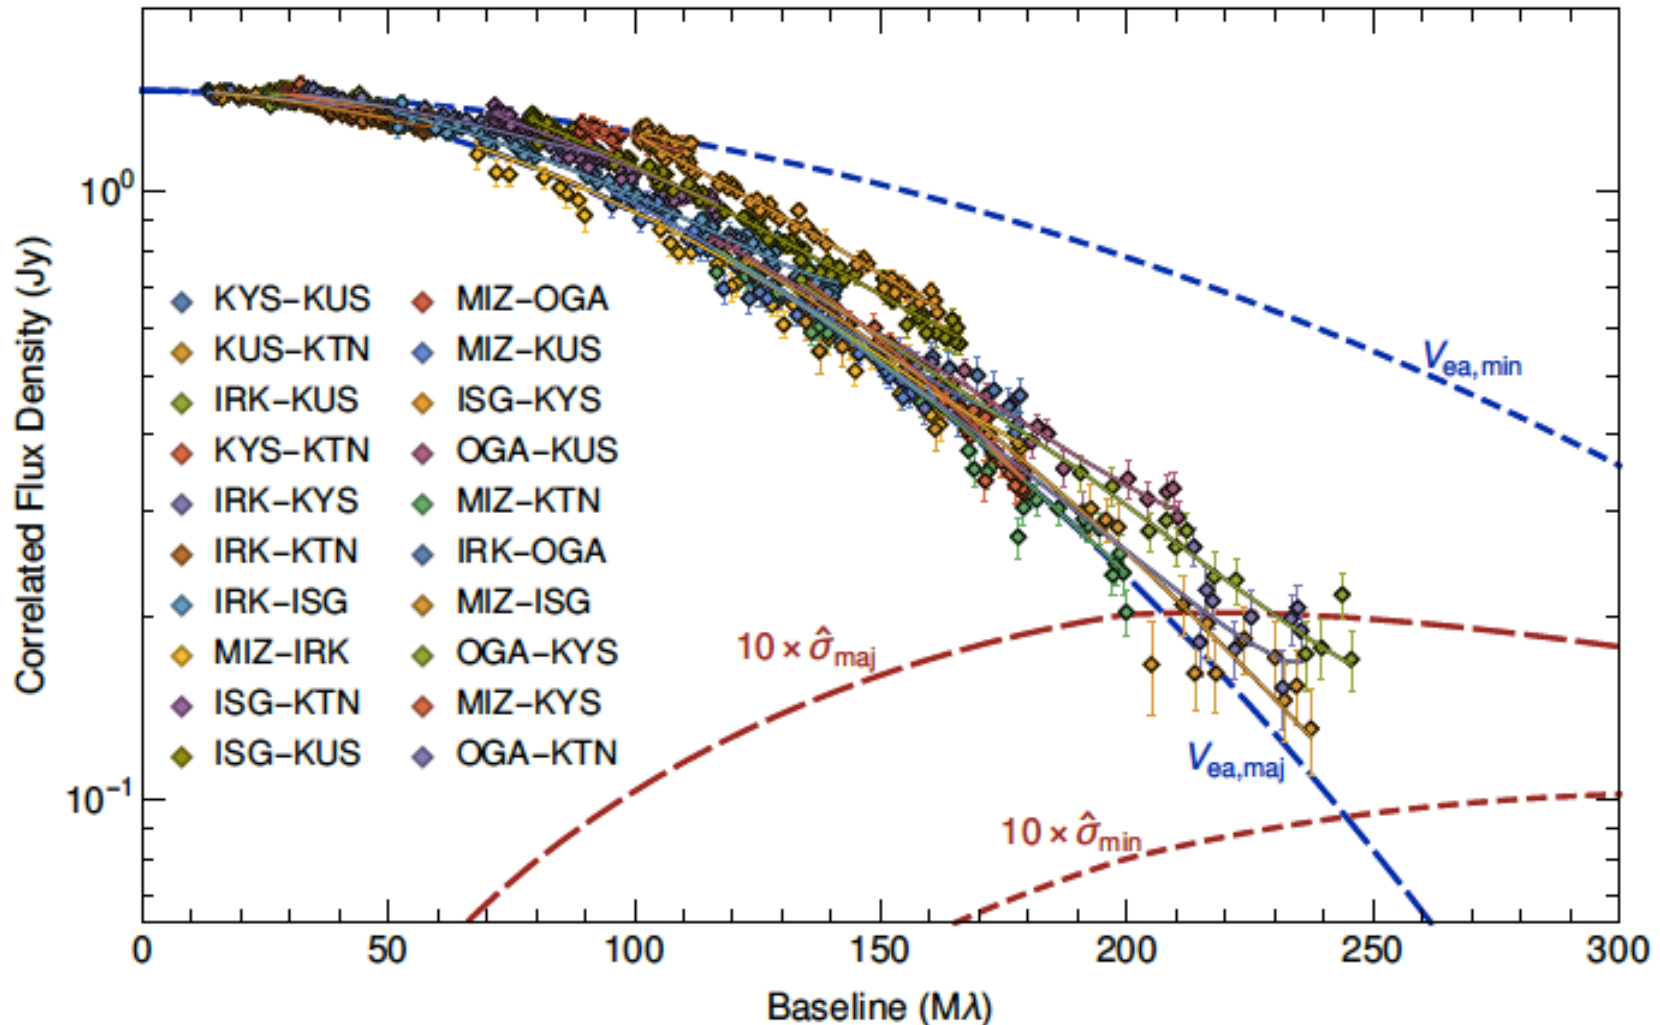 Correlated Flux Density (Jy)
10⁰
10⁻¹
KYS–KUS
KUS–KTN
IRK–KUS
KYS–KTN
IRK–KYS
IRK–KTN
IRK–ISG
MIZ–IRK
ISG–KTN
ISG–KUS
MIZ–OGA
MIZ–KUS
ISG–KYS
OGA–KUS
MIZ–KTN
IRK–OGA
MIZ–ISG
OGA–KYS
MIZ–KYS
OGA–KTN
V_ea,min
10 × σ̂_maj
V_ea,maj
10 × σ̂_min
0 50 100 150 200 250 300
Baseline (Mλ)